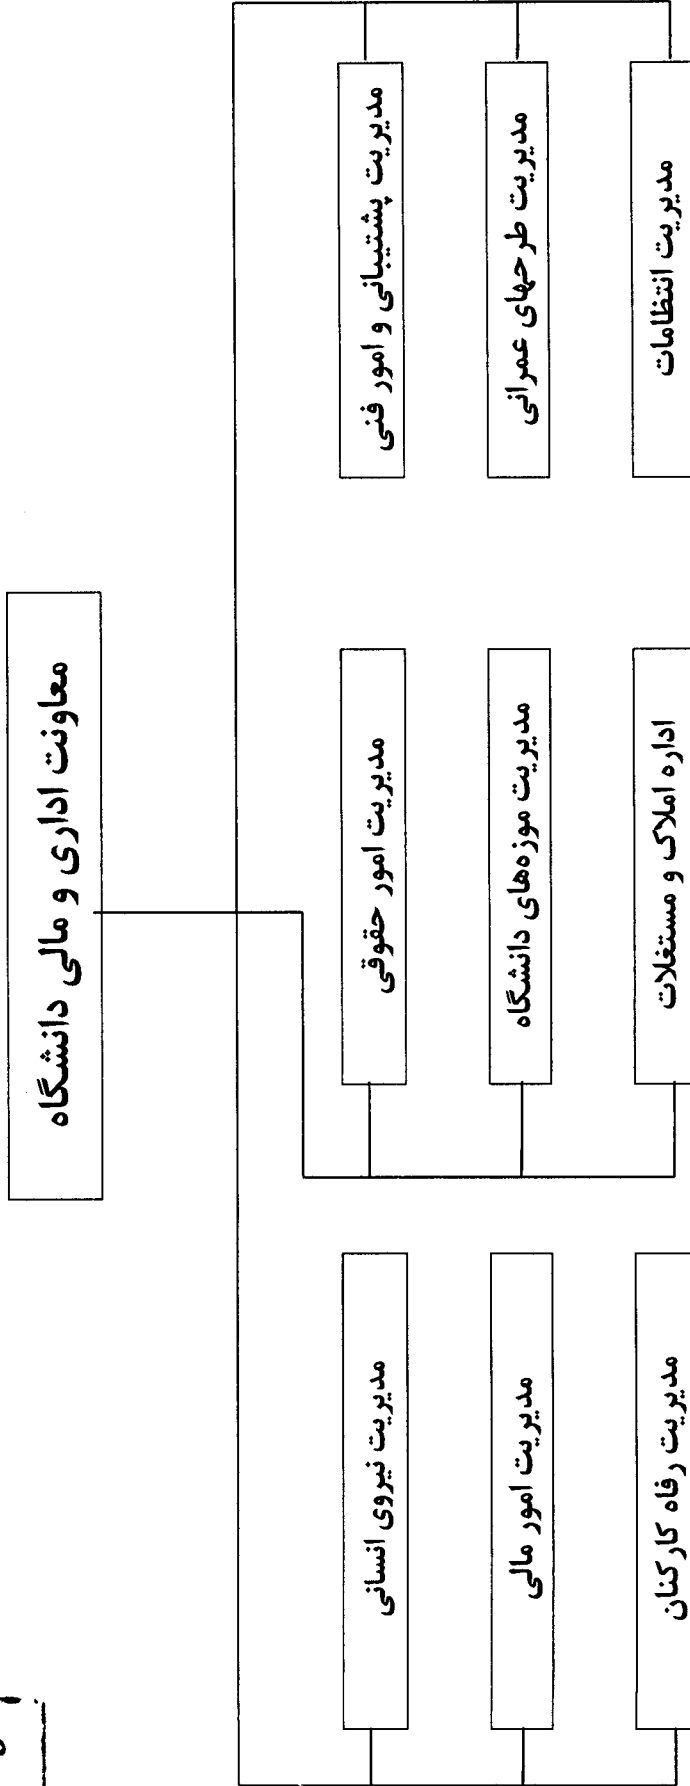 معاونت اداری و مالی دانشگاه
مدیریت پشتیبانی و امور فنی
مدیریت امور حقوقی
مدیریت نیروی انسانی
مدیریت طرحهای عمرانی
مدیریت موزه‌های دانشگاه
مدیریت امور مالی
مدیریت انتظامات
اداره املاک و مستغلات
مدیریت رفاه کارکنان